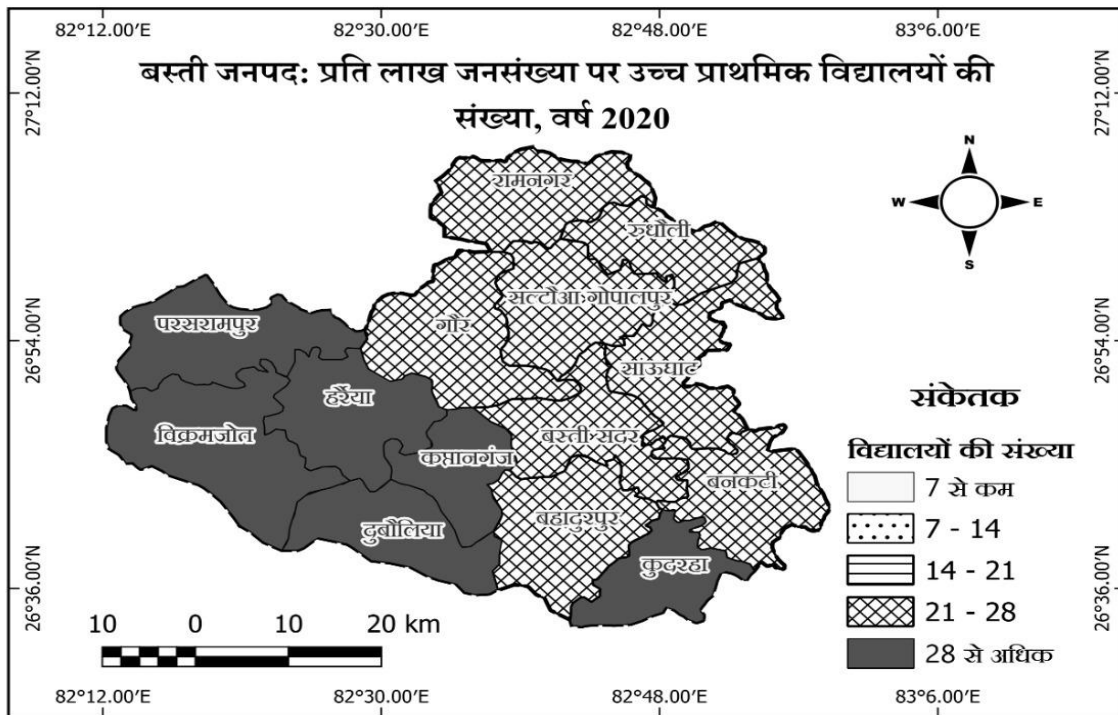 82°12.00′E 82°30.00′E 82°48.00′E 83°6.00′E
बस्ती जनपद: प्रति लाख जनसंख्या पर उच्च प्राथमिक विद्यालयों की
संख्या, वर्ष 2020
27°12.00′N
27°12.00′N
N
W E
S
रामनगर
रुधौली
सल्टौआ गोपालपुर
परसरामपुर
गौर
26°54.00′N
26°54.00′N
सांऊघाट
हर्रैया
विक्रमजोत
बस्ती सदर
कप्तानगंज
बनकटी
बहादुरपुर
दुबौलिया
कुदरहा
26°36.00′N
26°36.00′N
संकेतक
विद्यालयों की संख्या
7 से कम
7 - 14
14 - 21
21 - 28
28 से अधिक
10 0 10 20 km
82°12.00′E 82°30.00′E 82°48.00′E 83°6.00′E